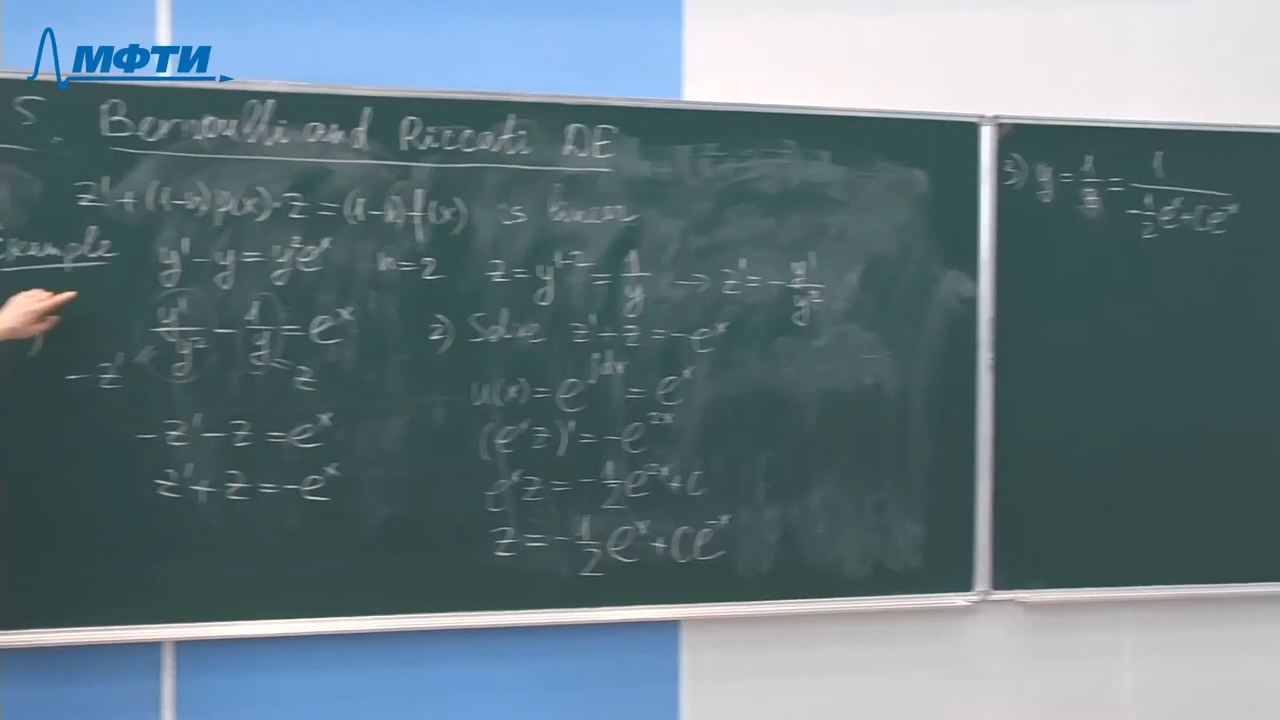 МФТИ
5. Bernoulli and Riccati DE
z' + (1-n)p(x)·z = (1-n)f(x) is linear
Example y' - y = y²eˣ n = 2 z = y¹⁻² = 1/y → z' = -y'/y²
y'/y² - 1/y = eˣ
-z' = z
-z' - z = eˣ
z' + z = -eˣ
2) Solve z' + z = -eˣ
u(x) = e^∫dx = eˣ
(eˣz)' = -e²ˣ
eˣz = -1/2 e²ˣ + C
z = -1/2 eˣ + Ce⁻ˣ
3) y = 1/z = 1/(-1/2 eˣ + Ce⁻ˣ)